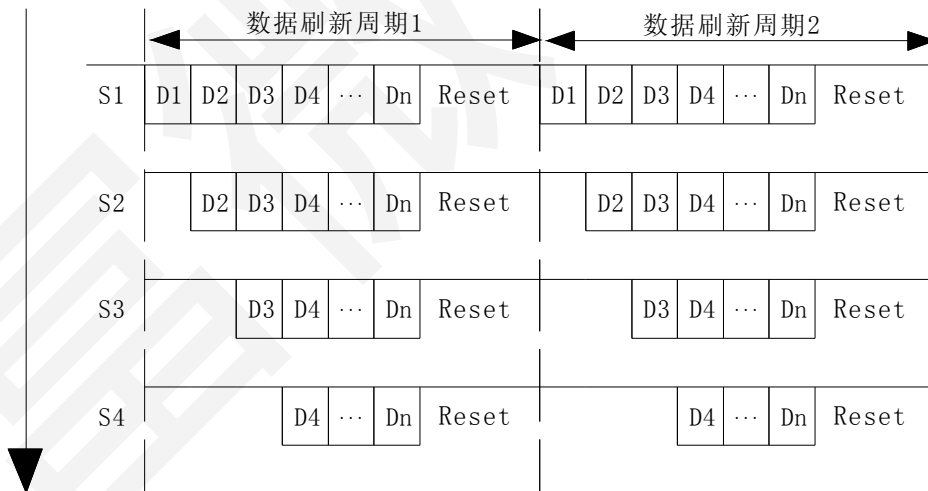 数据刷新周期1 数据刷新周期2
S1 D1 D2 D3 D4 ··· Dn Reset D1 D2 D3 D4 ··· Dn Reset
S2 D2 D3 D4 ··· Dn Reset D2 D3 D4 ··· Dn Reset
S3 D3 D4 ··· Dn Reset D3 D4 ··· Dn Reset
S4 D4 ··· Dn Reset D4 ··· Dn Reset